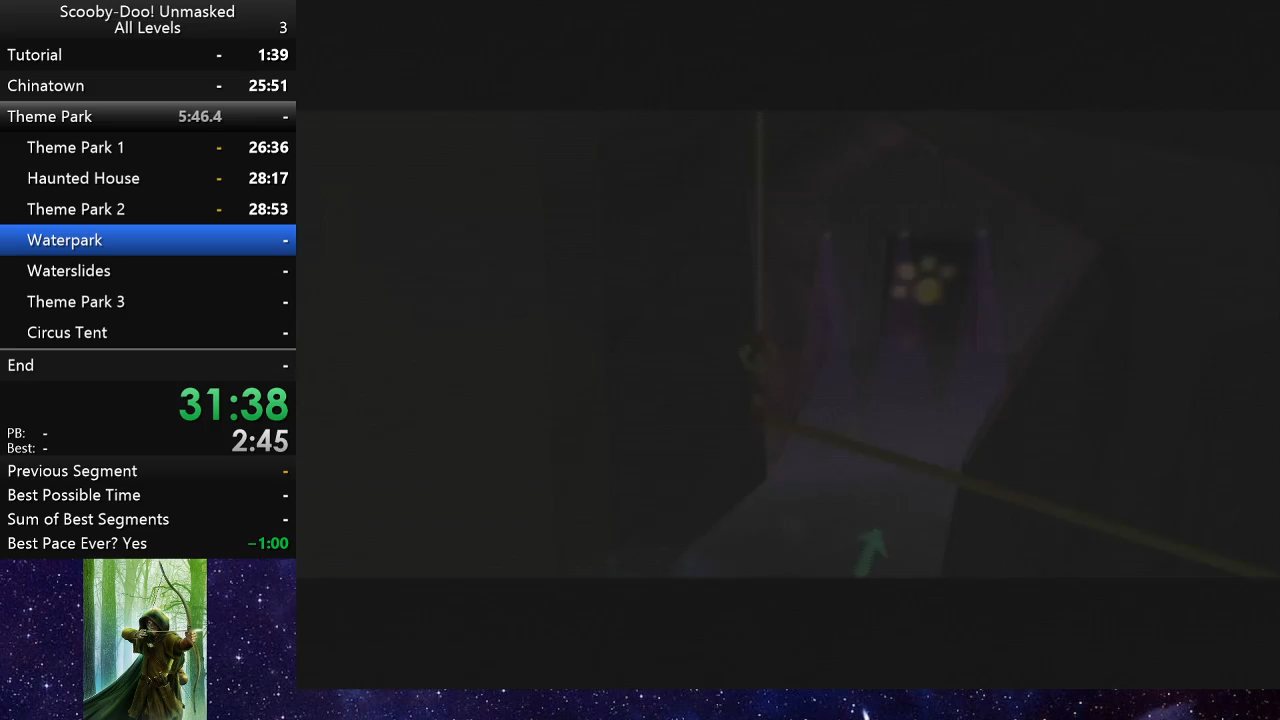 Scooby-Doo! Unmasked
All Levels 3
Tutorial - 1:39
Chinatown - 25:51
Theme Park 5:46.4 -
Theme Park 1 - 26:36
Haunted House - 28:17
Theme Park 2 - 28:53
Waterpark -
Waterslides -
Theme Park 3 -
Circus Tent -
End -
31:38
PB: -
Best: - 2:45
Previous Segment -
Best Possible Time -
Sum of Best Segments -
Best Pace Ever? Yes −1:00